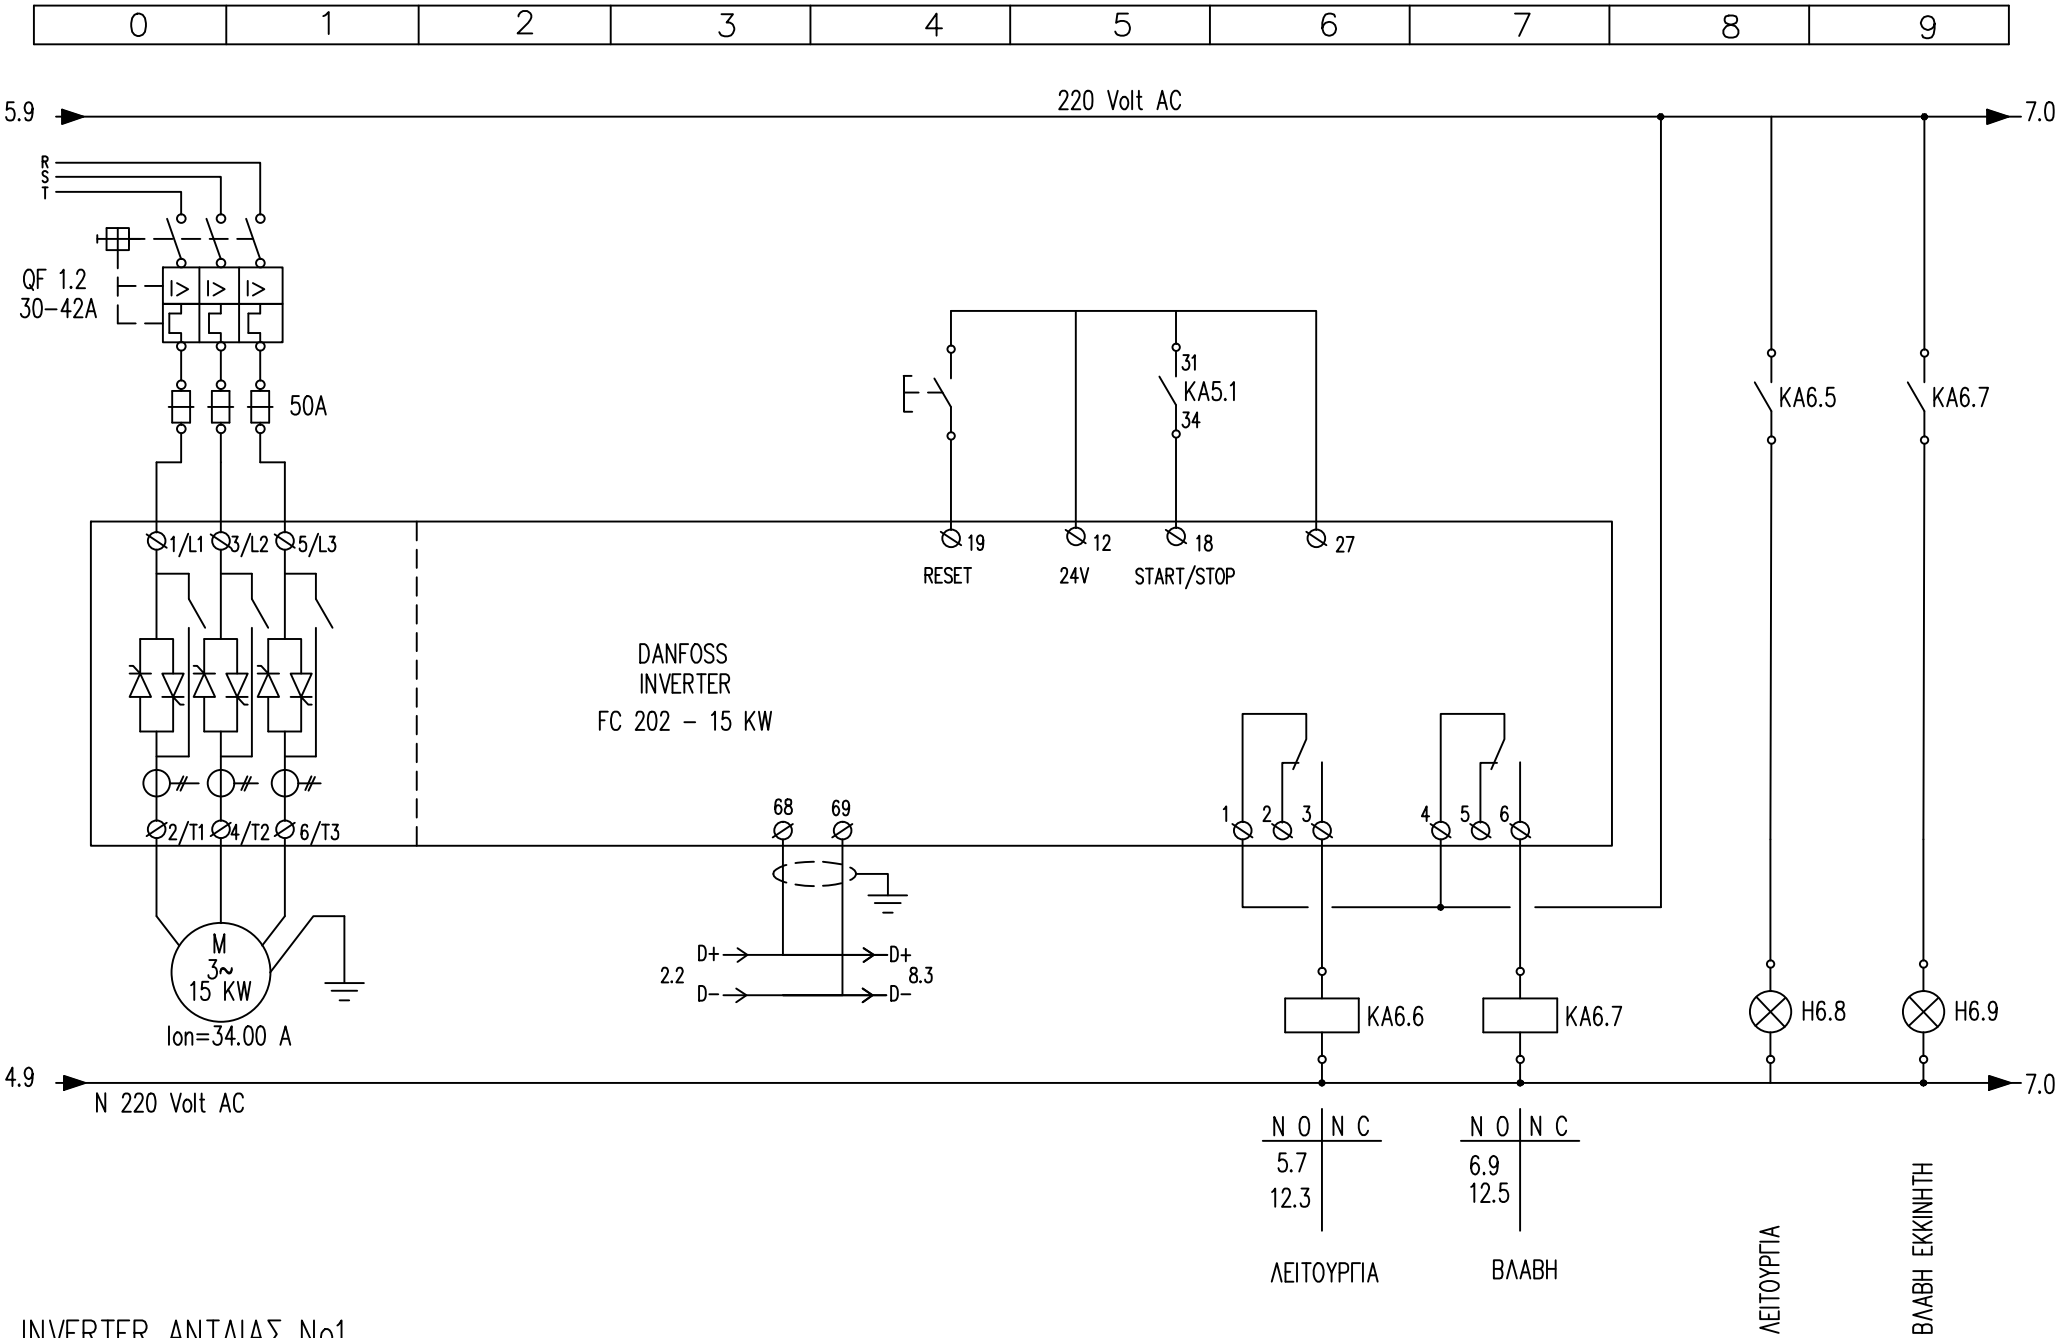 0 1 2 3 4 5 6 7 8 9
220 Volt AC
5.9
7.0
R
S
T
QF 1.2
30-42A
I> I> I>
50A
31
KA5.1
34
KA6.5
KA6.7
1/L1 3/L2 5/L3
19 12 18 27
RESET 24V START/STOP
DANFOSS
INVERTER
FC 202 - 15 KW
68 69
1 2 3 4 5 6
2/T1 4/T2 6/T3
M
3~
15 KW
Ion=34.00 A
D+ D+
2.2 8.3
D- D-
KA6.6
KA6.7
H6.8
H6.9
4.9
7.0
N 220 Volt AC
N O N C
5.7
12.3
ΛΕΙΤΟΥΡΓΙΑ
N O N C
6.9
12.5
ΒΛΑΒΗ
ΛΕΙΤΟΥΡΓΙΑ
ΒΛΑΒΗ ΕΚΚΙΝΗΤΗ
INVERTER ΑΝΤΛΙΑΣ No1